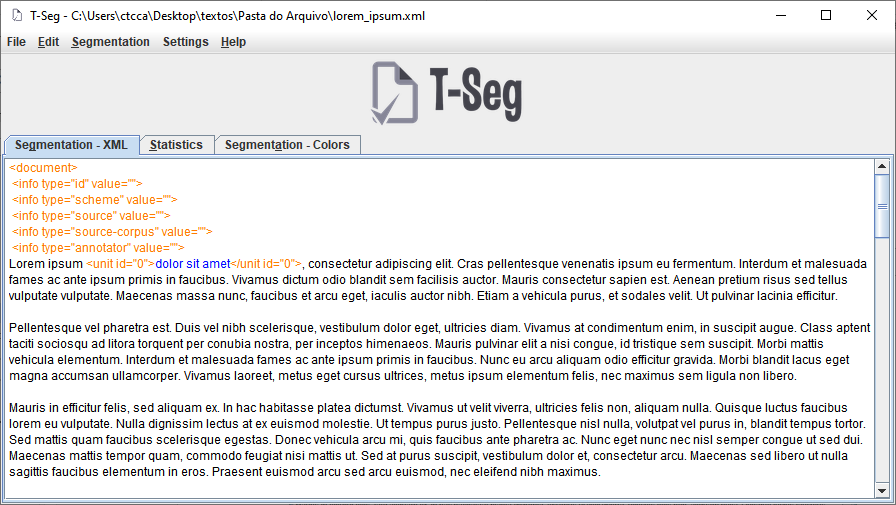 T-Seg - C:\Users\ctcca\Desktop\textos\Pasta do Arquivo\lorem_ipsum.xml
File Edit Segmentation Settings Help
T-Seg
Segmentation - XML Statistics Segmentation - Colors
<document>
<info type="id" value="">
<info type="scheme" value="">
<info type="source" value="">
<info type="source-corpus" value="">
<info type="annotator" value="">
Lorem ipsum <unit id="0">dolor sit amet</unit id="0">, consectetur adipiscing elit. Cras pellentesque venenatis ipsum eu fermentum. Interdum et malesuada
fames ac ante ipsum primis in faucibus. Vivamus dictum odio blandit sem facilisis auctor. Mauris consectetur sapien est. Aenean pretium risus sed tellus
vulputate vulputate. Maecenas massa nunc, faucibus et arcu eget, iaculis auctor nibh. Etiam a vehicula purus, et sodales velit. Ut pulvinar lacinia efficitur.
Pellentesque vel pharetra est. Duis vel nibh scelerisque, vestibulum dolor eget, ultricies diam. Vivamus at condimentum enim, in suscipit augue. Class aptent
taciti sociosqu ad litora torquent per conubia nostra, per inceptos himenaeos. Mauris pulvinar elit a nisi congue, id tristique sem suscipit. Morbi mattis
vehicula elementum. Interdum et malesuada fames ac ante ipsum primis in faucibus. Nunc eu arcu aliquam odio efficitur gravida. Morbi blandit lacus eget
magna accumsan ullamcorper. Vivamus laoreet, metus eget cursus ultrices, metus ipsum elementum felis, nec maximus sem ligula non libero.
Mauris in efficitur felis, sed aliquam ex. In hac habitasse platea dictumst. Vivamus ut velit viverra, ultricies felis non, aliquam nulla. Quisque luctus faucibus
lorem eu vulputate. Nulla dignissim lectus at ex euismod molestie. Ut tempus purus justo. Pellentesque nisl nulla, volutpat vel purus in, blandit tempus tortor.
Sed mattis quam faucibus scelerisque egestas. Donec vehicula arcu mi, quis faucibus ante pharetra ac. Nunc eget nunc nec nisl semper congue ut sed dui.
Maecenas mattis tempor quam, commodo feugiat nisi mattis ut. Sed at purus suscipit, vestibulum dolor et, consectetur arcu. Maecenas sed libero ut nulla
sagittis faucibus elementum in eros. Praesent euismod arcu sed arcu euismod, nec eleifend nibh maximus.